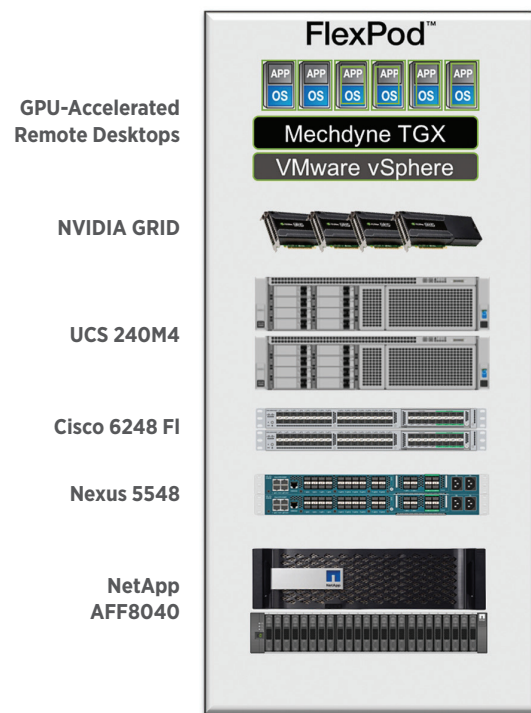 FlexPod™
APP APP APP APP APP APP
OS OS OS OS OS OS
GPU-Accelerated
Remote Desktops
Mechdyne TGX
VMware vSphere
NVIDIA GRID
UCS 240M4
Cisco 6248 FI
Nexus 5548
NetApp
AFF8040